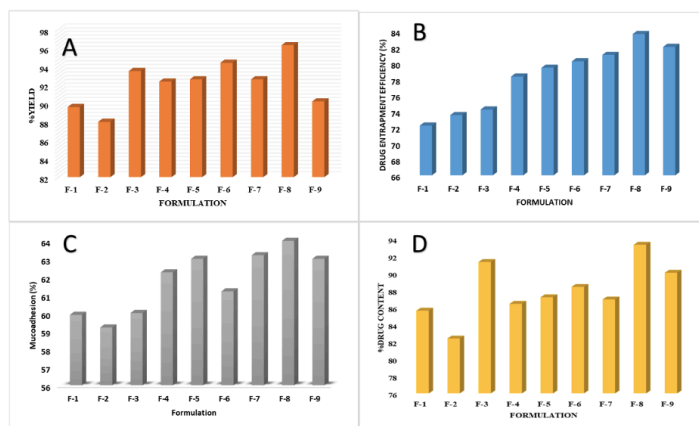 A
%YIELD
98
96
94
92
90
88
86
84
82
F-1 F-2 F-3 F-4 F-5 F-6 F-7 F-8 F-9
FORMULATION
B
DRUG ENTRAPMENT EFFICIENCY (%)
84
82
80
78
76
74
72
70
68
66
F-1 F-2 F-3 F-4 F-5 F-6 F-7 F-8 F-9
FORMULATION
C
Mucoadhesion (%)
64
63
62
61
60
59
58
57
56
F-1 F-2 F-3 F-4 F-5 F-6 F-7 F-8 F-9
Formulation
D
%DRUG CONTENT
94
92
90
88
86
84
82
80
78
76
F-1 F-2 F-3 F-4 F-5 F-6 F-7 F-8 F-9
FORMULATION